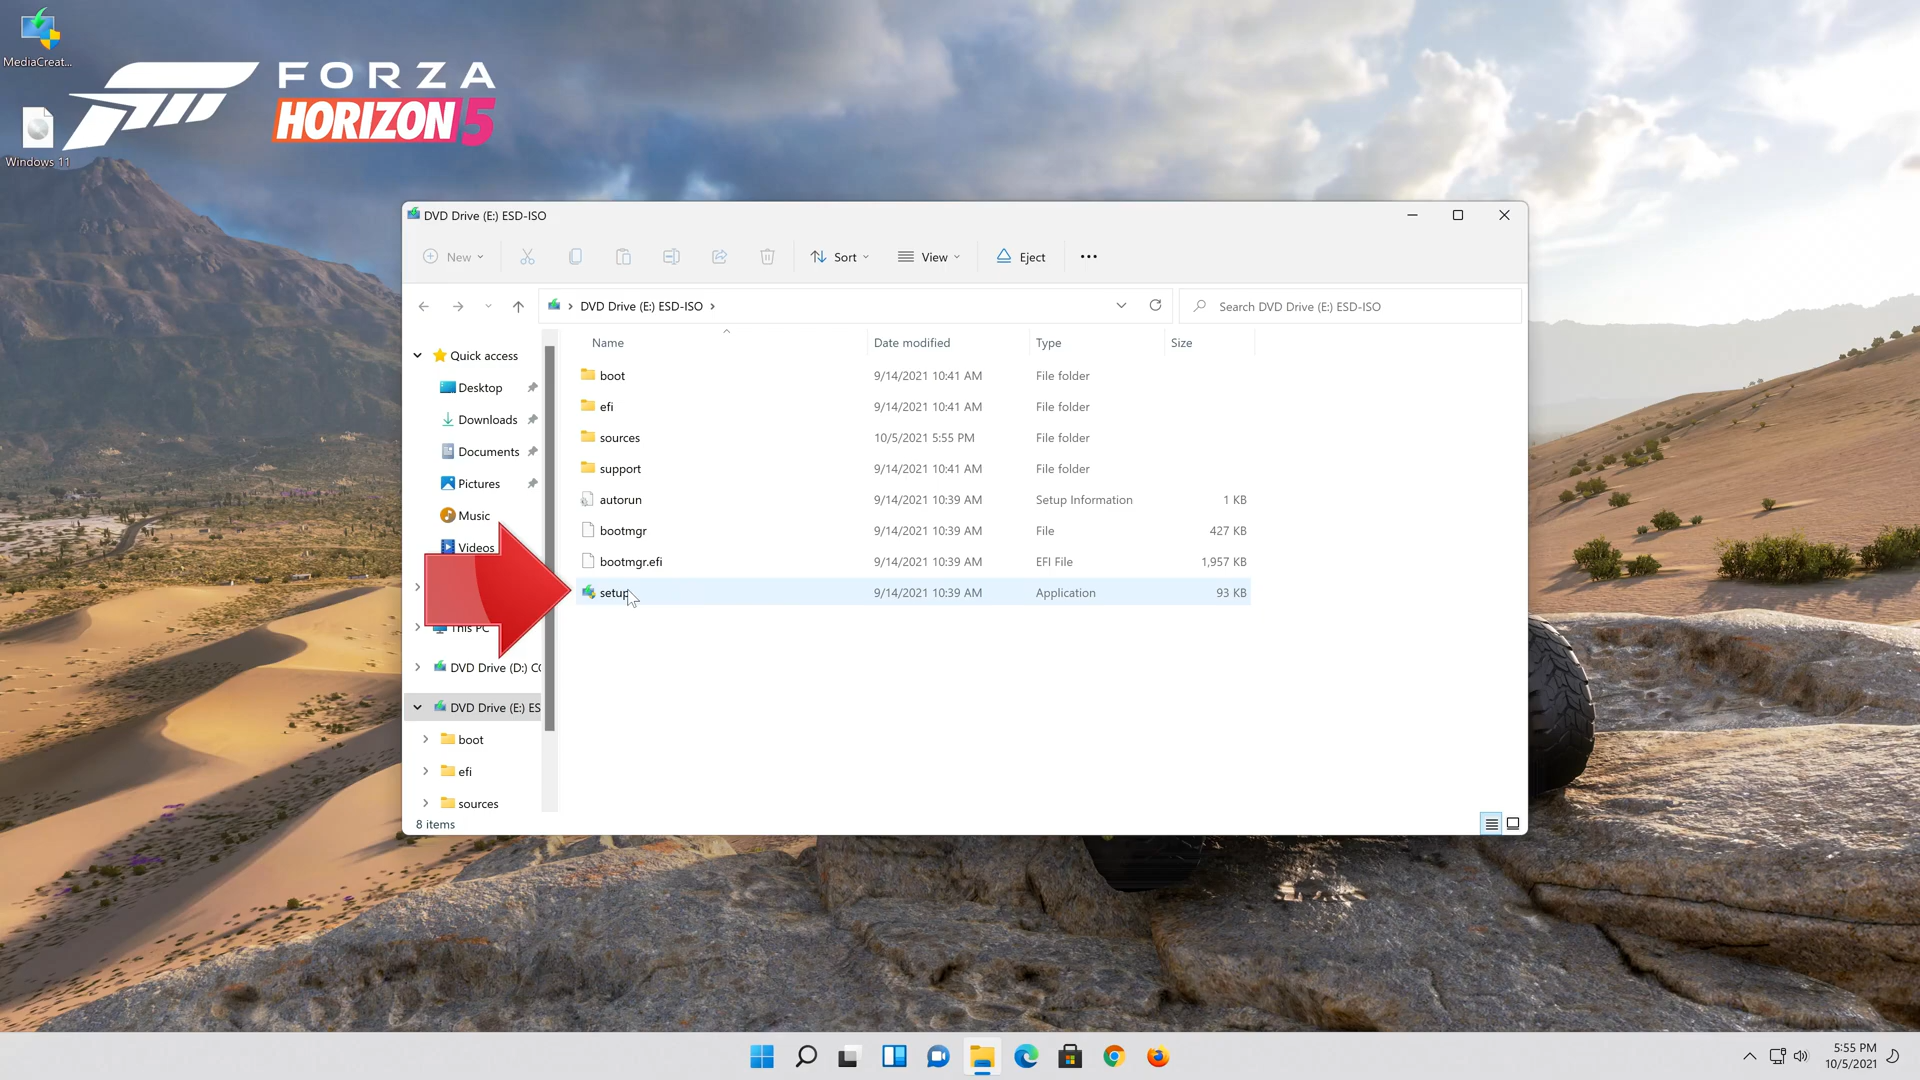 MediaCreat...
FORZA
HORIZON 5
Windows 11
DVD Drive (E:) ESD-ISO
New
Sort
View
Eject
DVD Drive (E:) ESD-ISO
Search DVD Drive (E:) ESD-ISO
Name Date modified Type Size
Quick access
Desktop
Downloads
Documents
Pictures
Music
Videos
This PC
DVD Drive (D:) CC
DVD Drive (E:) ES
boot
efi
sources
boot 9/14/2021 10:41 AM File folder
efi 9/14/2021 10:41 AM File folder
sources 10/5/2021 5:55 PM File folder
support 9/14/2021 10:41 AM File folder
autorun 9/14/2021 10:39 AM Setup Information 1 KB
bootmgr 9/14/2021 10:39 AM File 427 KB
bootmgr.efi 9/14/2021 10:39 AM EFI File 1,957 KB
setup 9/14/2021 10:39 AM Application 93 KB
8 items
5:55 PM
10/5/2021